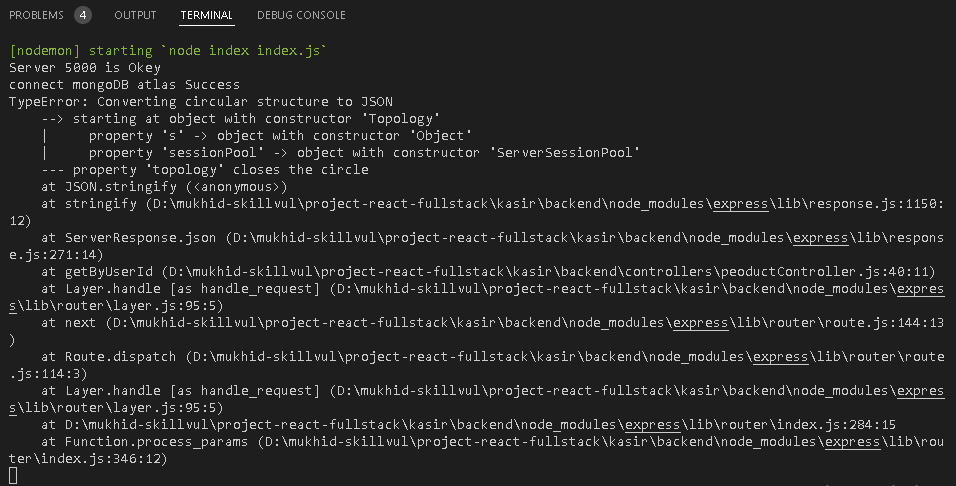 PROBLEMS 4 OUTPUT TERMINAL DEBUG CONSOLE
[nodemon] starting `node index index.js`
Server 5000 is Okey
connect mongoDB atlas Success
TypeError: Converting circular structure to JSON
    --> starting at object with constructor 'Topology'
    |     property 's' -> object with constructor 'Object'
    |     property 'sessionPool' -> object with constructor 'ServerSessionPool'
    --- property 'topology' closes the circle
    at JSON.stringify (<anonymous>)
    at stringify (D:\mukhid-skillvul\project-react-fullstack\kasir\backend\node_modules\express\lib\response.js:1150:
12)
    at ServerResponse.json (D:\mukhid-skillvul\project-react-fullstack\kasir\backend\node_modules\express\lib\respons
e.js:271:14)
    at getByUserId (D:\mukhid-skillvul\project-react-fullstack\kasir\backend\controllers\peoductController.js:40:11)
    at Layer.handle [as handle_request] (D:\mukhid-skillvul\project-react-fullstack\kasir\backend\node_modules\expres
s\lib\router\layer.js:95:5)
    at next (D:\mukhid-skillvul\project-react-fullstack\kasir\backend\node_modules\express\lib\router\route.js:144:13
)
    at Route.dispatch (D:\mukhid-skillvul\project-react-fullstack\kasir\backend\node_modules\express\lib\router\route
.js:114:3)
    at Layer.handle [as handle_request] (D:\mukhid-skillvul\project-react-fullstack\kasir\backend\node_modules\expres
s\lib\router\layer.js:95:5)
    at D:\mukhid-skillvul\project-react-fullstack\kasir\backend\node_modules\express\lib\router\index.js:284:15
    at Function.process_params (D:\mukhid-skillvul\project-react-fullstack\kasir\backend\node_modules\express\lib\rou
ter\index.js:346:12)